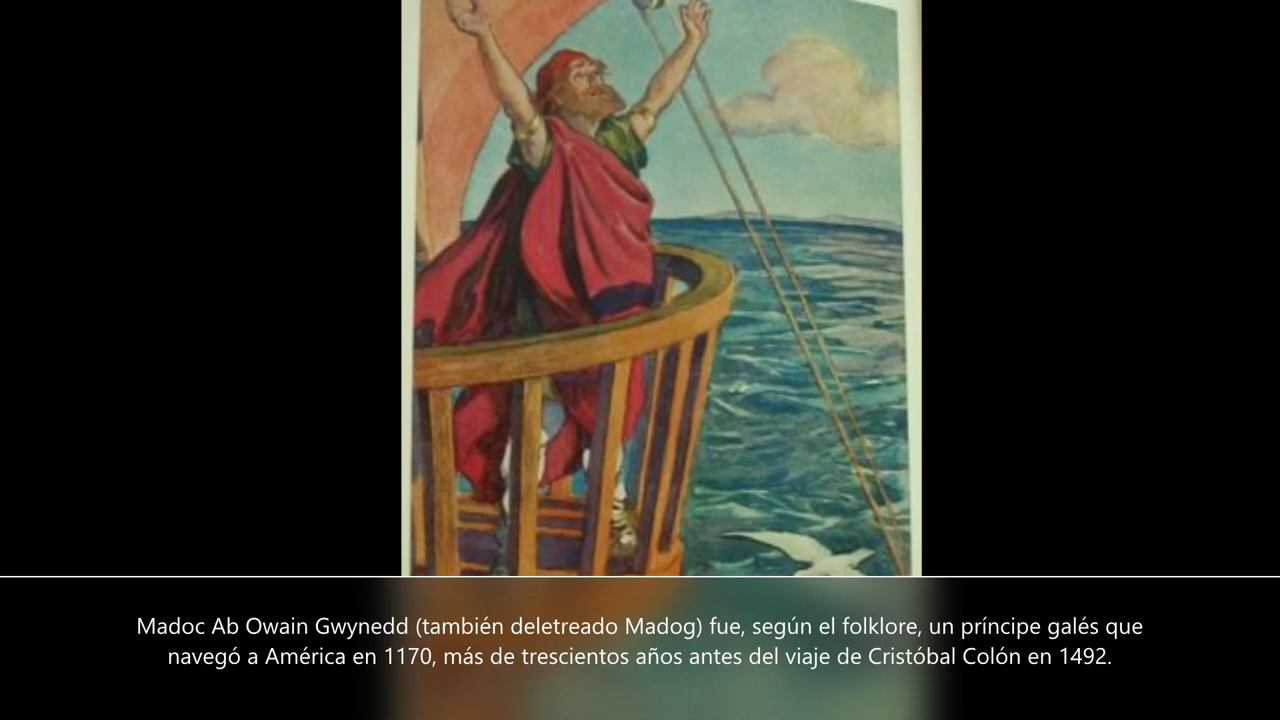 Madoc Ab Owain Gwynedd (también deletreado Madog) fue, según el folklore, un príncipe galés que
navegó a América en 1170, más de trescientos años antes del viaje de Cristóbal Colón en 1492.